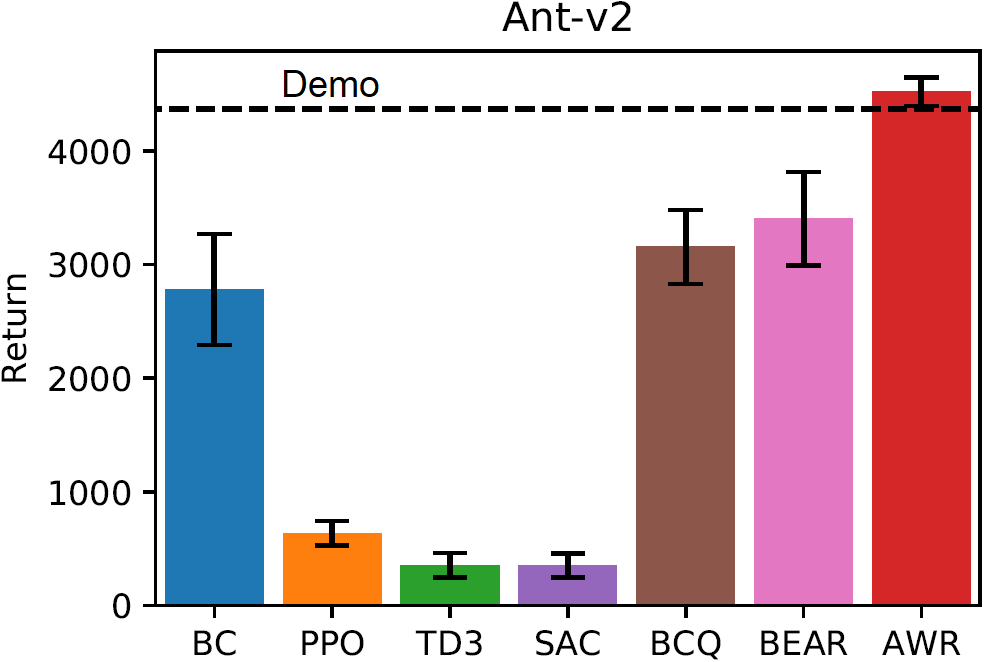 Ant-v2
Demo
Return
4000
3000
2000
1000
0
BC PPO TD3 SAC BCQ BEAR AWR